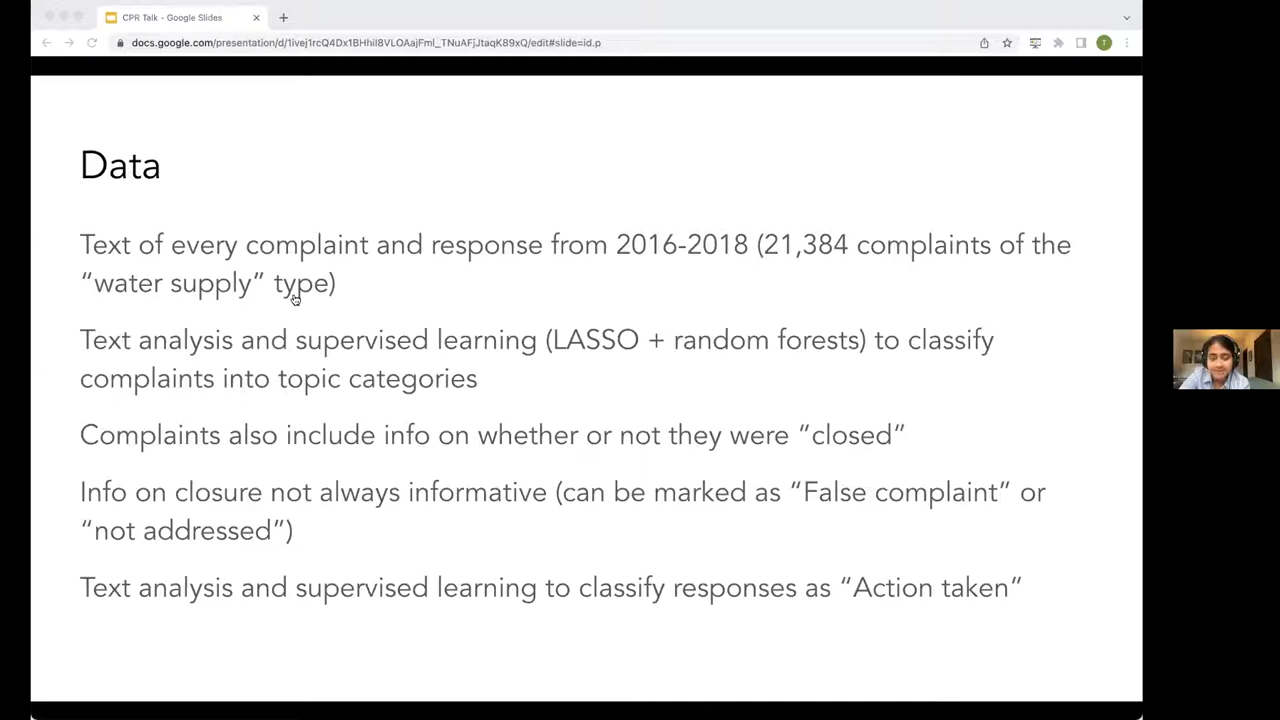 CPR Talk - Google Slides
docs.google.com/presentation/d/1ivej1rcQ4Dx1BHhil8VLOAajFml_TNuAFjJtaqK89xQ/edit#slide=id.p
T
Data
Text of every complaint and response from 2016-2018 (21,384 complaints of the
“water supply” type)
Text analysis and supervised learning (LASSO + random forests) to classify
complaints into topic categories
Complaints also include info on whether or not they were “closed”
Info on closure not always informative (can be marked as “False complaint” or
“not addressed”)
Text analysis and supervised learning to classify responses as “Action taken”